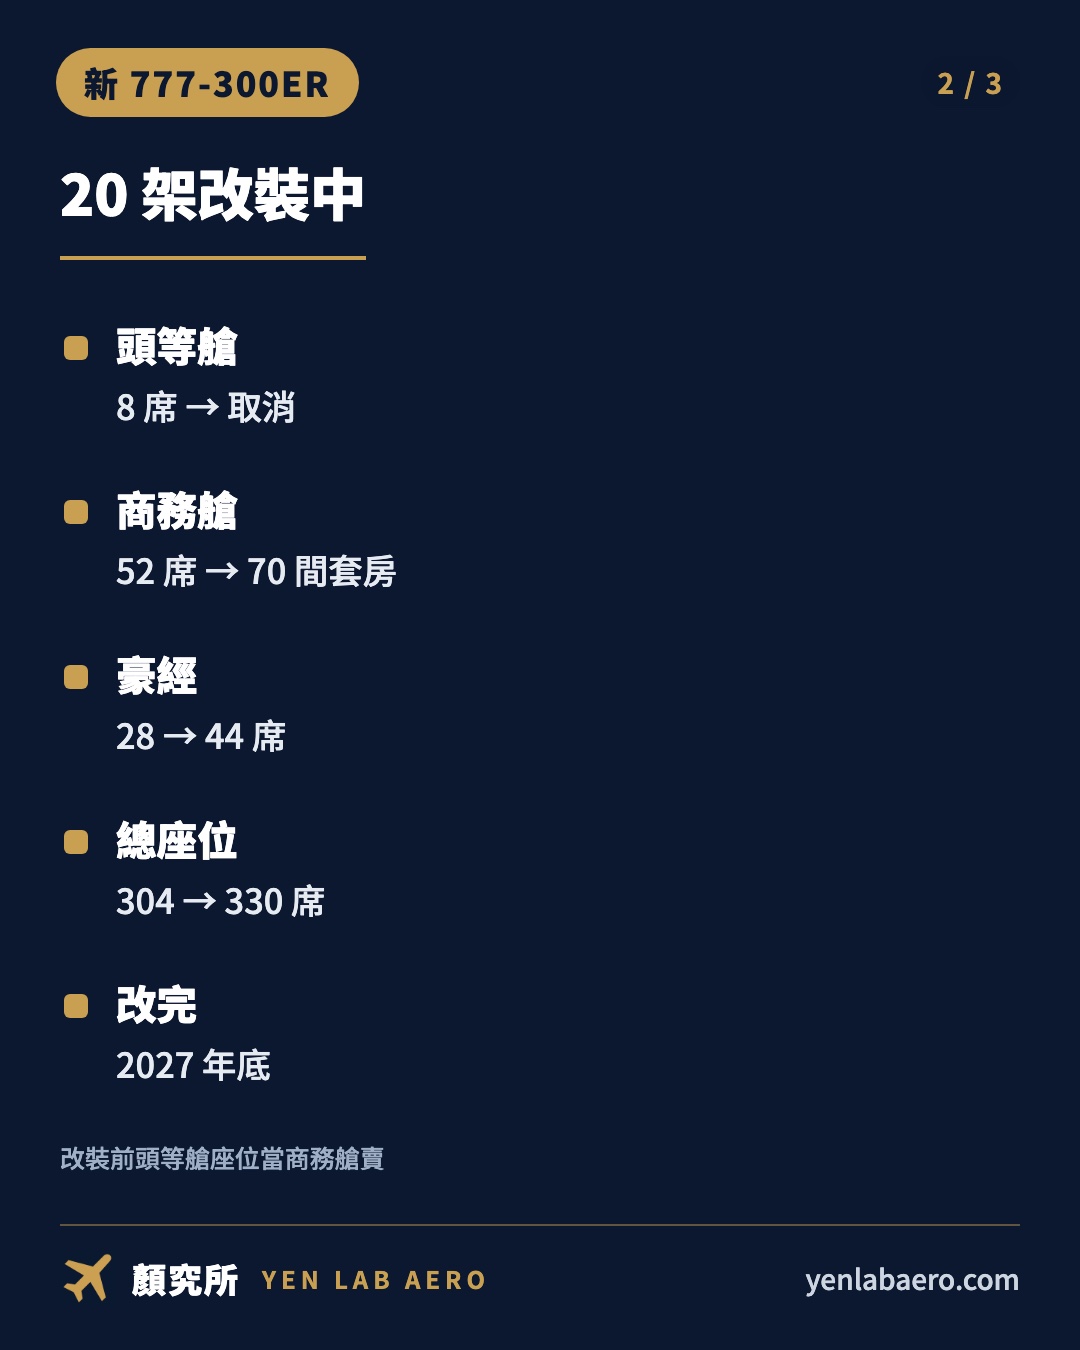 新 777-300ER
2 / 3
20 架改裝中
頭等艙
8 席 → 取消
商務艙
52 席 → 70 間套房
豪經
28 → 44 席
總座位
304 → 330 席
改完
2027 年底
改裝前頭等艙座位當商務艙賣
顏究所 YEN LAB AERO
yenlabaero.com